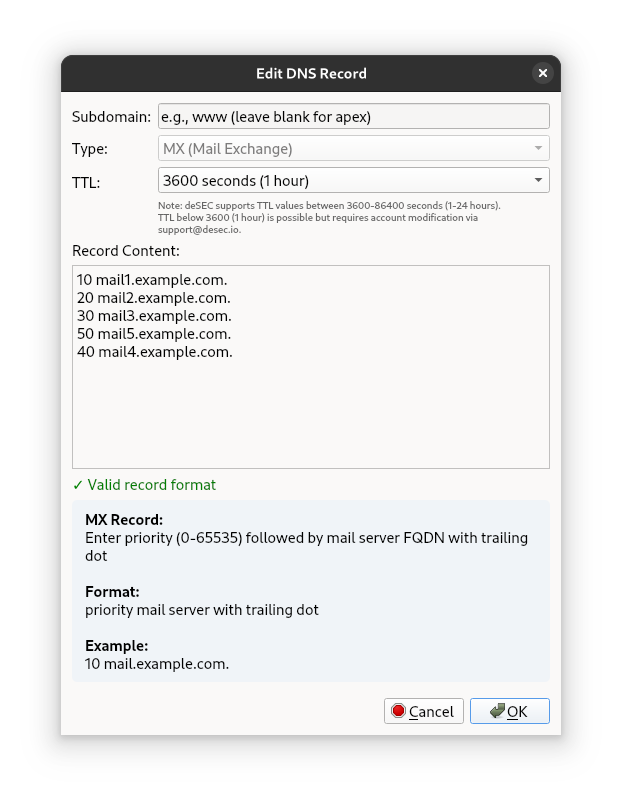 Edit DNS Record
Subdomain: e.g., www (leave blank for apex)
Type: MX (Mail Exchange)
TTL: 3600 seconds (1 hour)
Note: deSEC supports TTL values between 3600-86400 seconds (1-24 hours).
TTL below 3600 (1 hour) is possible but requires account modification via
support@desec.io.
Record Content:
10 mail1.example.com.
20 mail2.example.com.
30 mail3.example.com.
50 mail5.example.com.
40 mail4.example.com.
✓ Valid record format
MX Record:
Enter priority (0-65535) followed by mail server FQDN with trailing
dot
Format:
priority mail server with trailing dot
Example:
10 mail.example.com.
Cancel
OK